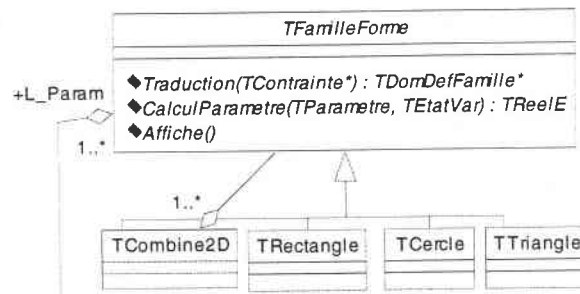 TFamilleForme
◆Traduction(TContrainte*) : TDomDefFamille*
+L_Param
◆CalculParametre(TParametre, TEtatVar) : TReelE
◆Affiche()
1..*
1..*
TCombine2D
TRectangle
TCercle
TTriangle